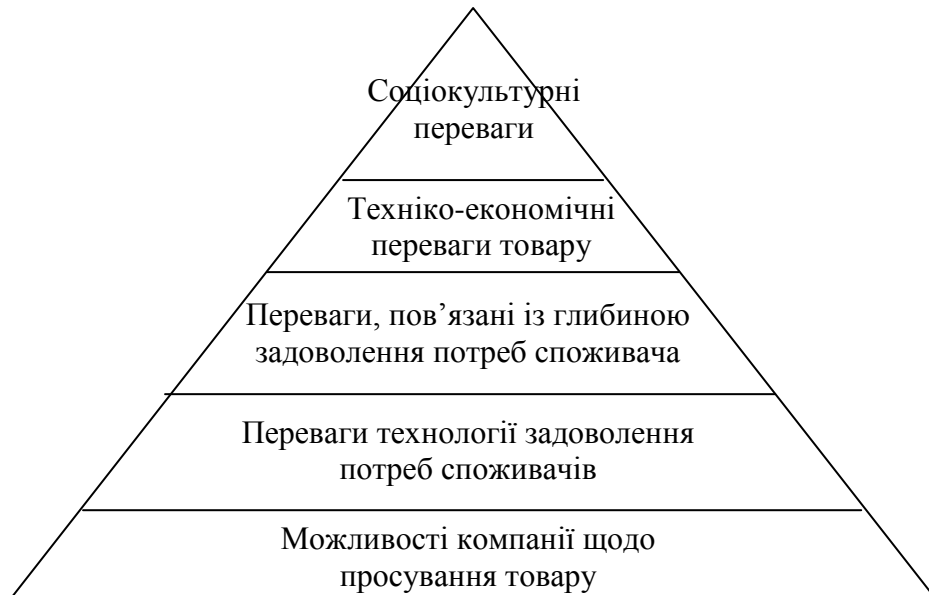 Соціокультурні
переваги
Техніко-економічні
переваги товару
Переваги, пов’язані із глибиною
задоволення потреб споживача
Переваги технології задоволення
потреб споживачів
Можливості компанії щодо
просування товару